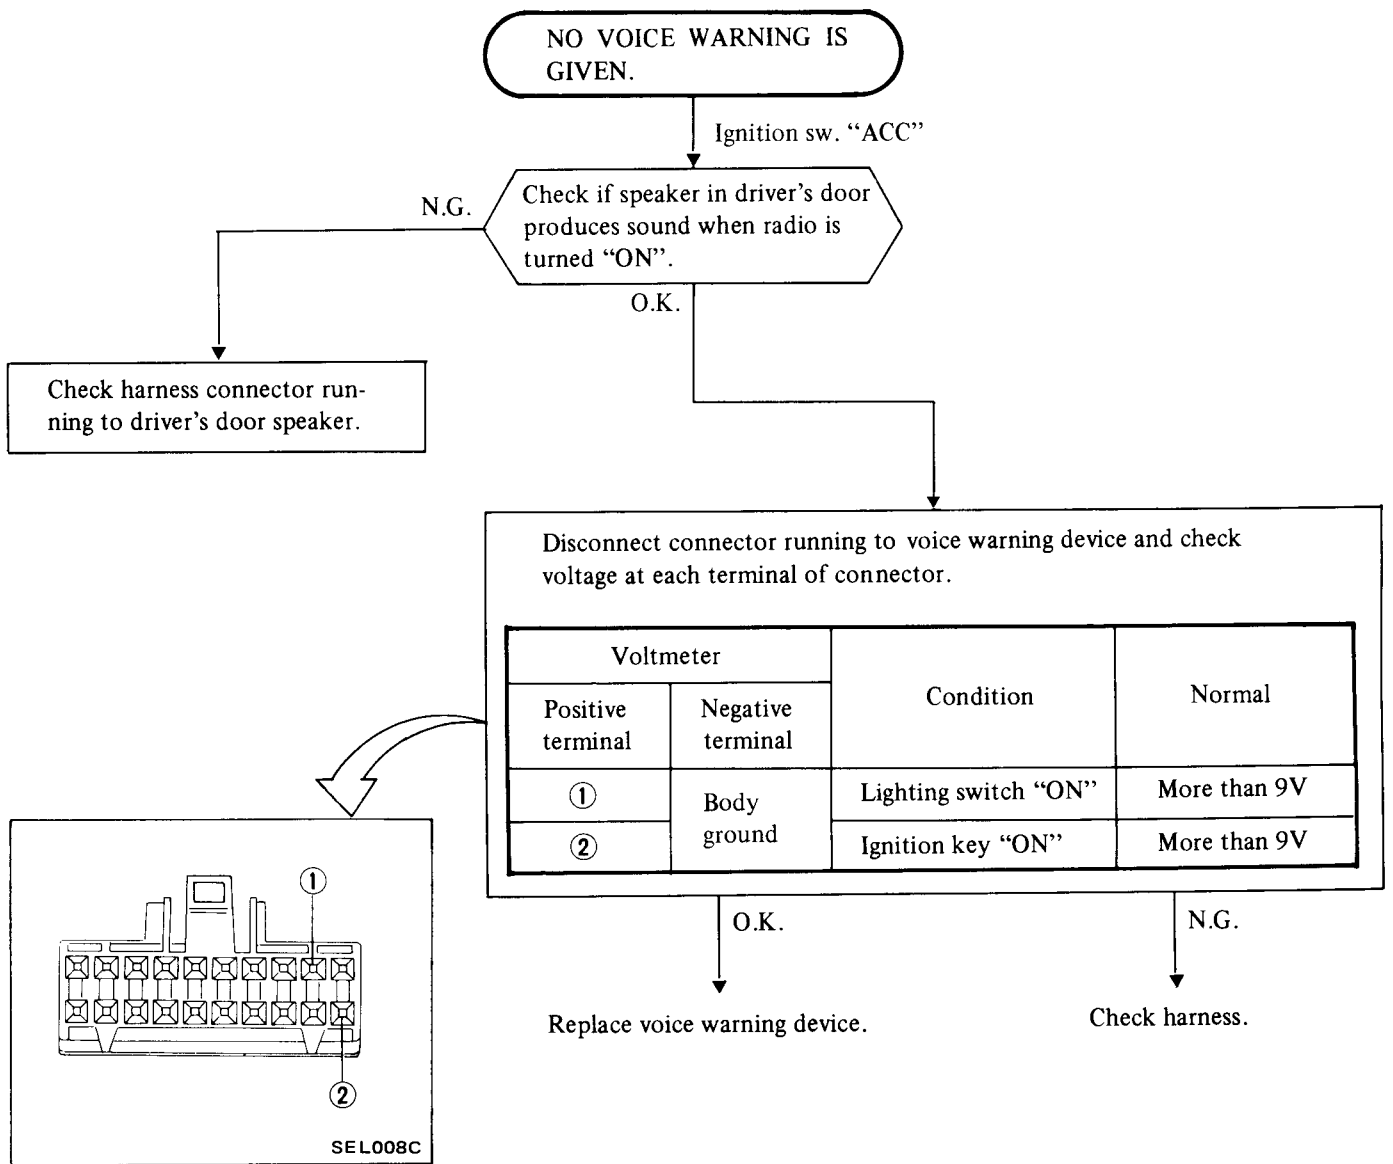 NO VOICE WARNING IS
GIVEN.
Ignition sw. “ACC”
Check if speaker in driver's door
produces sound when radio is
turned “ON”.
N.G.
O.K.
Check harness connector run-
ning to driver's door speaker.
Disconnect connector running to voice warning device and check
voltage at each terminal of connector.
Voltmeter
Condition
Normal
Positive
terminal
Negative
terminal
①
Body
ground
Lighting switch “ON”
More than 9V
②
Ignition key “ON”
More than 9V
①
②
SEL008C
O.K.
N.G.
Replace voice warning device.
Check harness.